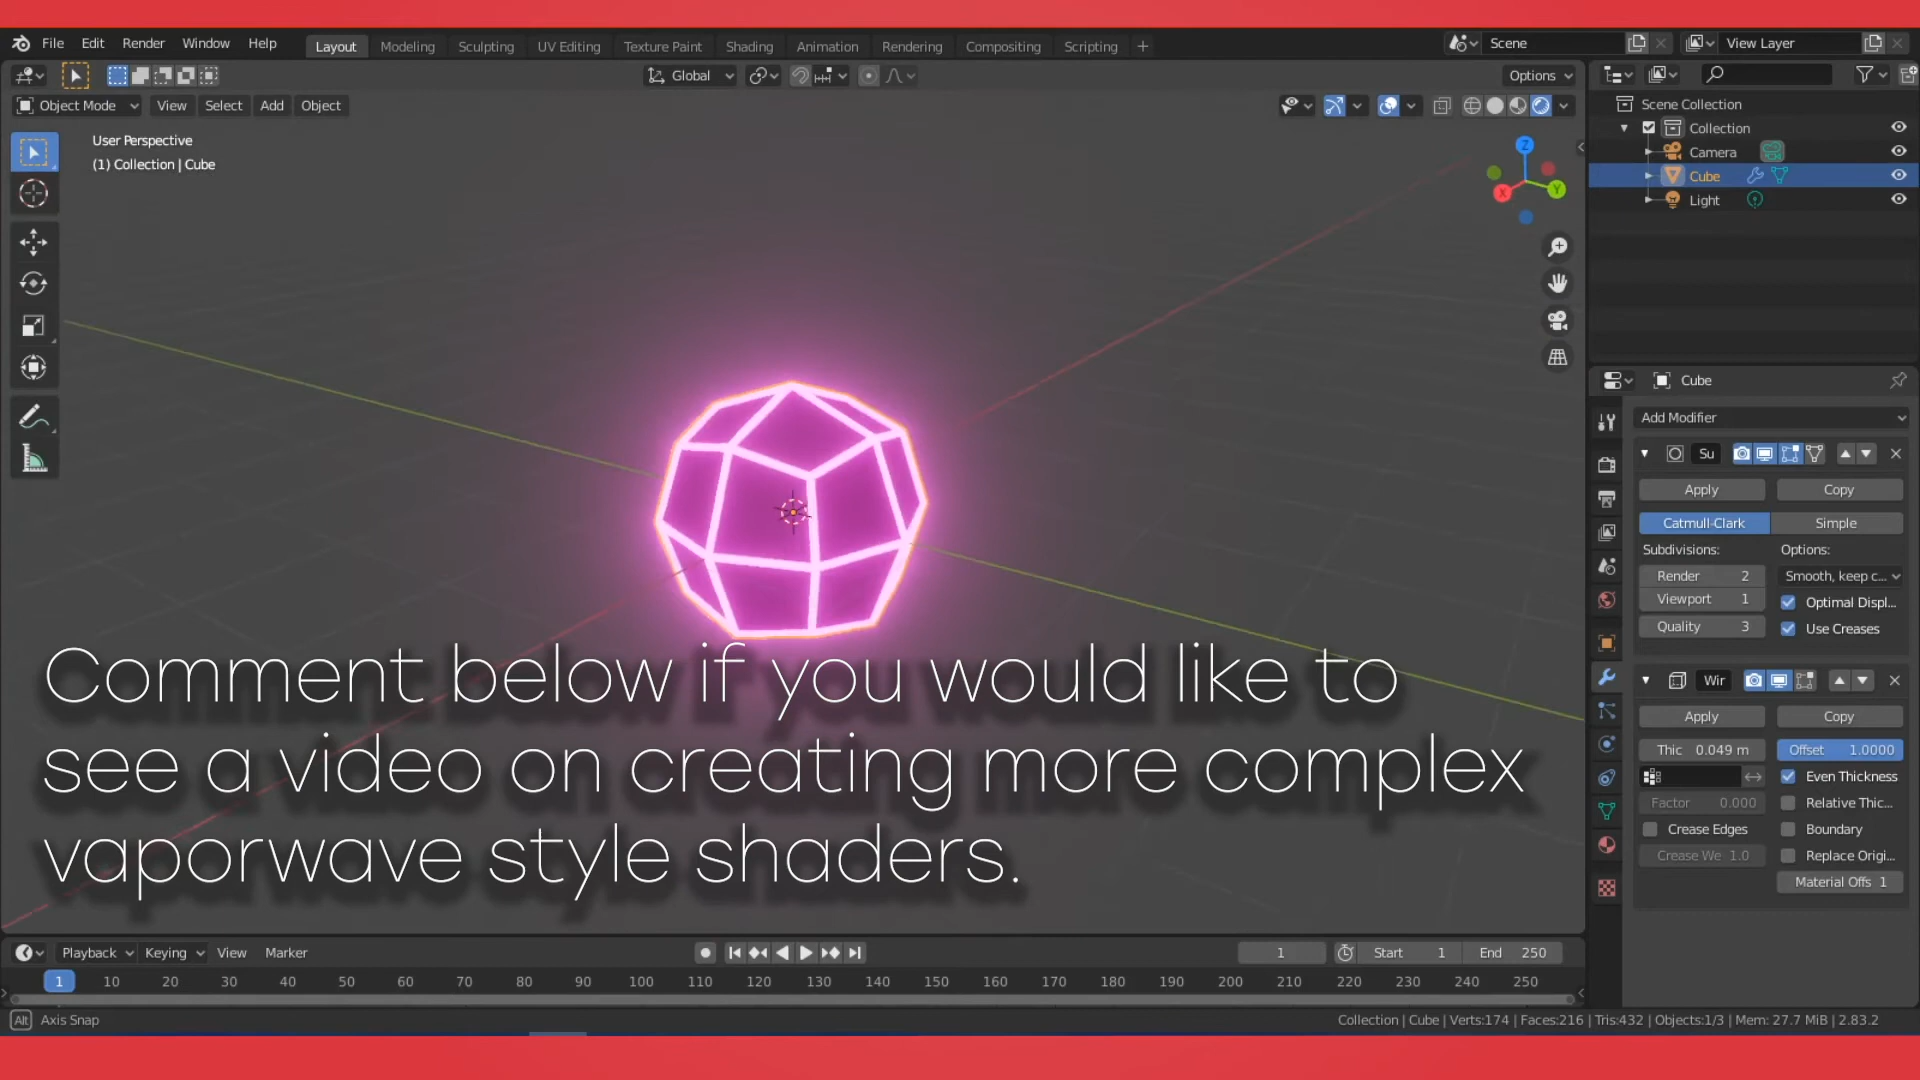 File Edit Render Window Help Layout Modeling Sculpting UV Editing Texture Paint Shading Animation Rendering Compositing Scripting + Scene View Layer
Global Options
Object Mode View Select Add Object
User Perspective
(1) Collection | Cube
Z
Y
X
Scene Collection
Collection
Camera
Cube
Light
Cube
Add Modifier
Su
Apply Copy
Catmull-Clark Simple
Subdivisions: Options:
Render 2 Smooth, keep c...
Viewport 1 Optimal Displ...
Quality 3 Use Creases
Wir
Apply Copy
Thic 0.049 m Offset 1.0000
Even Thickness
Factor 0.000 Relative Thic...
Crease Edges Boundary
Crease We 1.0 Replace Origi...
Material Offs 1
Comment below if you would like to
see a video on creating more complex
vaporwave style shaders.
Playback Keying View Marker 1 Start 1 End 250
1 10 20 30 40 50 60 70 80 90 100 110 120 130 140 150 160 170 180 190 200 210 220 230 240 250
Alt Axis Snap Collection | Cube | Verts:174 | Faces:216 | Tris:432 | Objects:1/3 | Mem: 27.7 MiB | 2.83.2